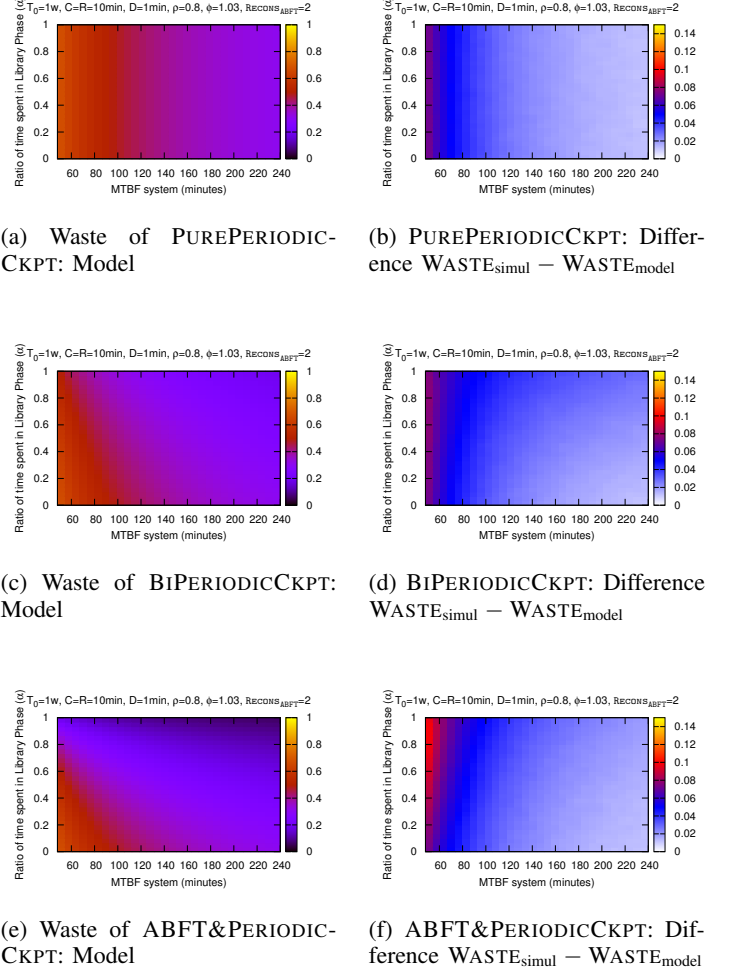 T0=1w, C=R=10min, D=1min, ρ=0.8, φ=1.03, RECONSABFT=2
Ratio of time spent in Library Phase (α)
1
0.8
0.6
0.4
0.2
0
60 80 100 120 140 160 180 200 220 240
MTBF system (minutes)
1
0.8
0.6
0.4
0.2
0
(a) Waste of PUREPERIODIC-
CKPT: Model
T0=1w, C=R=10min, D=1min, ρ=0.8, φ=1.03, RECONSABFT=2
Ratio of time spent in Library Phase (α)
1
0.8
0.6
0.4
0.2
0
60 80 100 120 140 160 180 200 220 240
MTBF system (minutes)
0.14
0.12
0.1
0.08
0.06
0.04
0.02
0
(b) PUREPERIODICCKPT: Differ-
ence WASTEsimul − WASTEmodel
T0=1w, C=R=10min, D=1min, ρ=0.8, φ=1.03, RECONSABFT=2
Ratio of time spent in Library Phase (α)
1
0.8
0.6
0.4
0.2
0
60 80 100 120 140 160 180 200 220 240
MTBF system (minutes)
1
0.8
0.6
0.4
0.2
0
(c) Waste of BIPERIODICCKPT:
Model
T0=1w, C=R=10min, D=1min, ρ=0.8, φ=1.03, RECONSABFT=2
Ratio of time spent in Library Phase (α)
1
0.8
0.6
0.4
0.2
0
60 80 100 120 140 160 180 200 220 240
MTBF system (minutes)
0.14
0.12
0.1
0.08
0.06
0.04
0.02
0
(d) BIPERIODICCKPT: Difference
WASTEsimul − WASTEmodel
T0=1w, C=R=10min, D=1min, ρ=0.8, φ=1.03, RECONSABFT=2
Ratio of time spent in Library Phase (α)
1
0.8
0.6
0.4
0.2
0
60 80 100 120 140 160 180 200 220 240
MTBF system (minutes)
1
0.8
0.6
0.4
0.2
0
(e) Waste of ABFT&PERIODIC-
CKPT: Model
T0=1w, C=R=10min, D=1min, ρ=0.8, φ=1.03, RECONSABFT=2
Ratio of time spent in Library Phase (α)
1
0.8
0.6
0.4
0.2
0
60 80 100 120 140 160 180 200 220 240
MTBF system (minutes)
0.14
0.12
0.1
0.08
0.06
0.04
0.02
0
(f) ABFT&PERIODICCKPT: Dif-
ference WASTEsimul − WASTEmodel